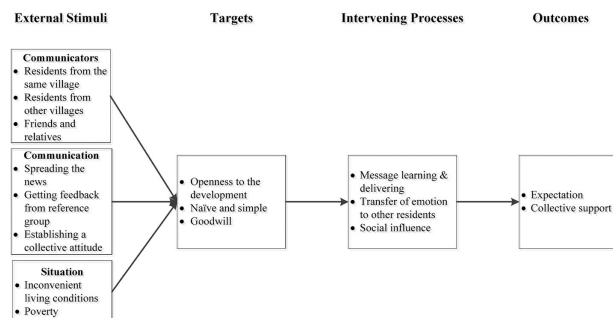 External Stimuli
Targets
Intervening Processes
Outcomes
Communicators
• Residents from the
same village
• Residents from
other villages
• Friends and
relatives
Communication
• Spreading the
news
• Getting feedback
from reference
group
• Establishing a
collective attitude
Situation
• Inconvenient
living conditions
• Poverty
• Openness to the
development
• Naïve and simple
• Goodwill
• Message learning &
delivering
• Transfer of emotion
to other residents
• Social influence
• Expectation
• Collective support